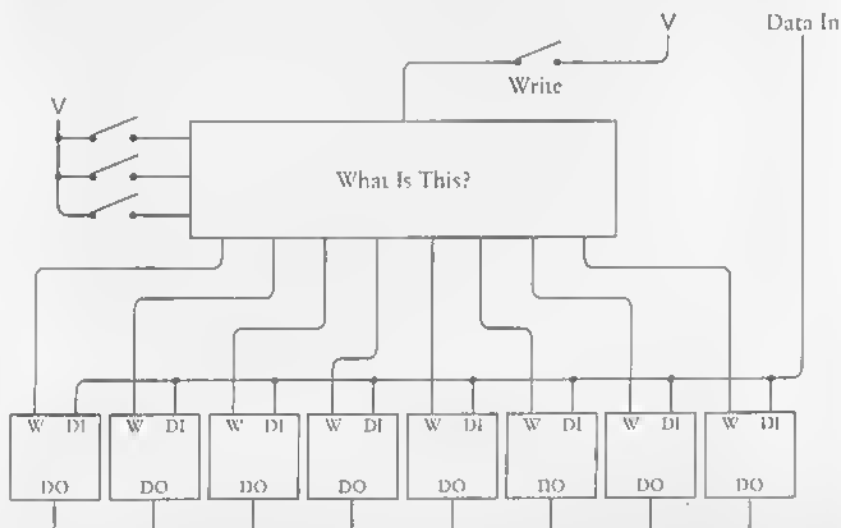 V Data In
Write
V
What Is This?
W DI W DI W DI W DI W DI W DI W DI W DI
DO DO DO DO DO DO DO DO